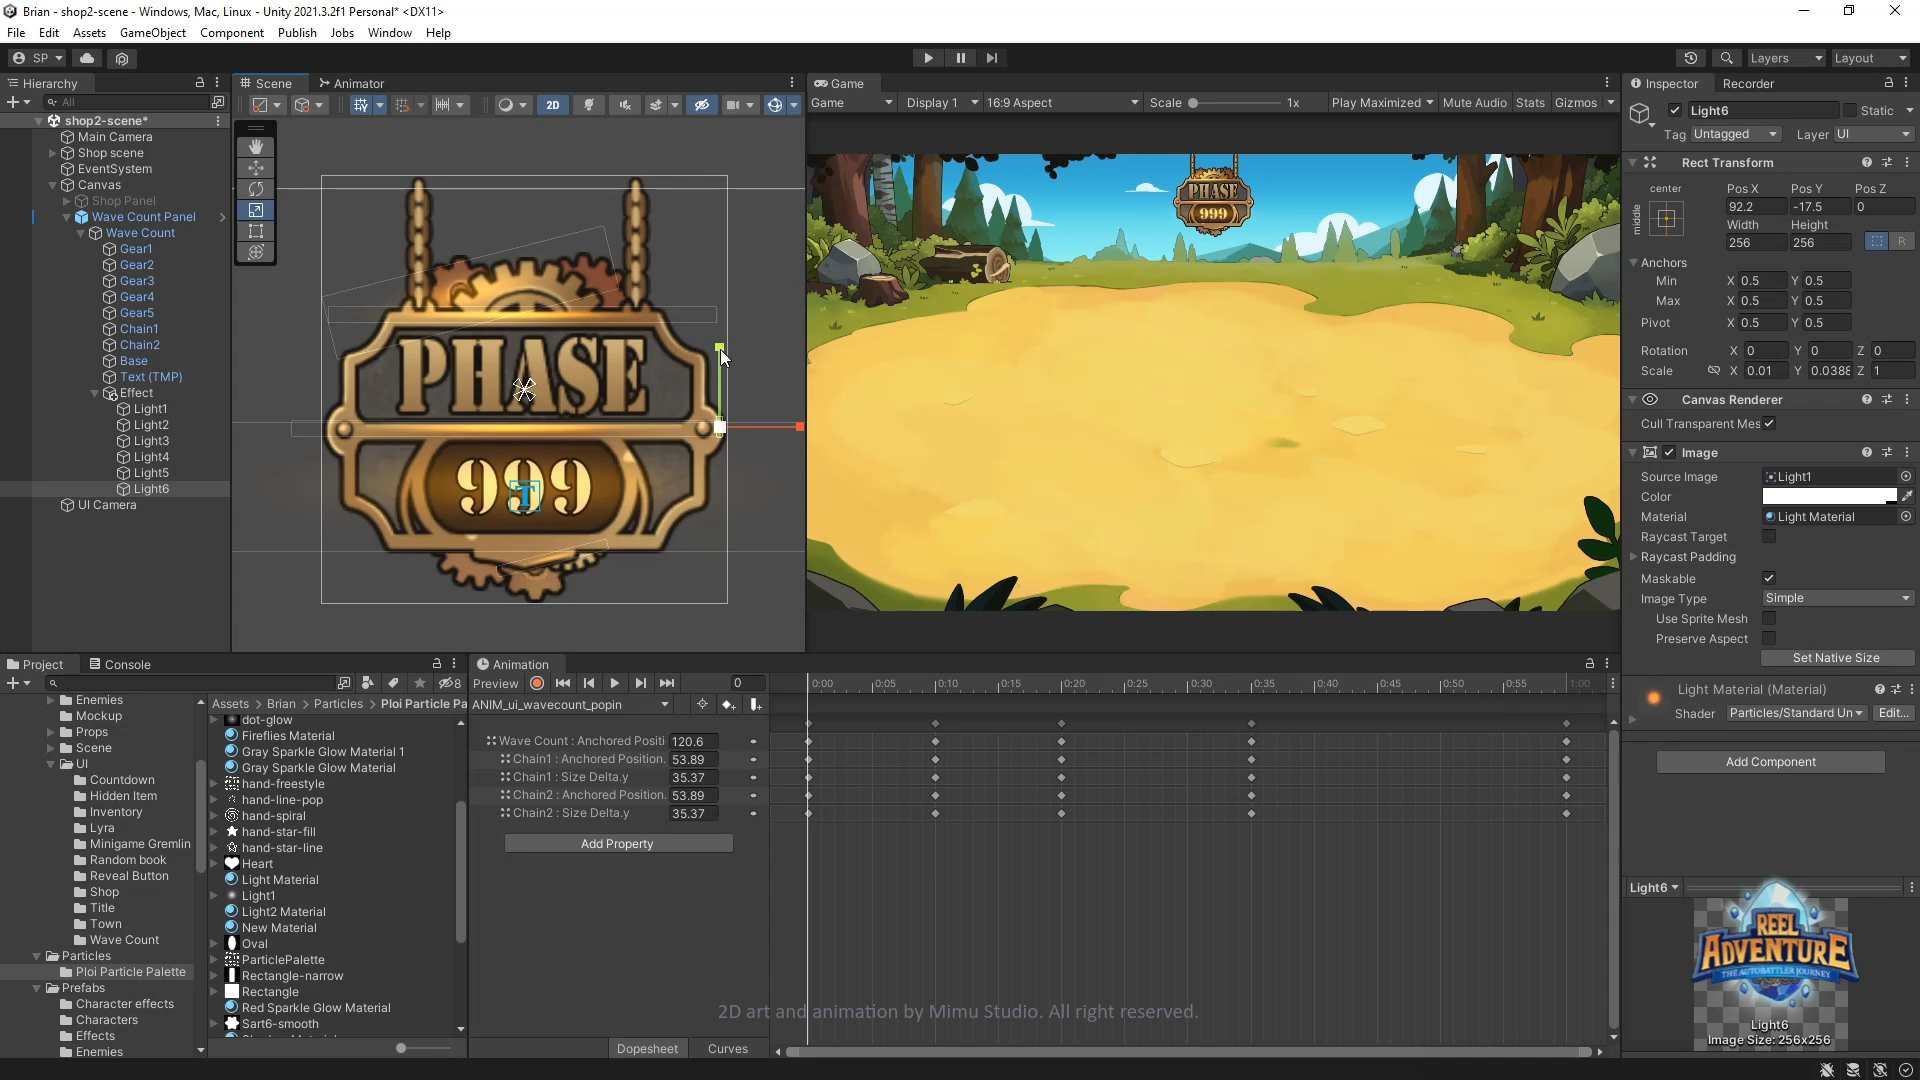 Brian - shop2-scene - Windows, Mac, Linux - Unity 2021.3.2f1 Personal* <DX11>
File Edit Assets GameObject Component Publish Jobs Window Help
SP
Layers
Layout
Hierarchy
All
shop2-scene*
Main Camera
Shop scene
EventSystem
Canvas
Shop Panel
Wave Count Panel
Wave Count
Gear1
Gear2
Gear3
Gear4
Gear5
Chain1
Chain2
Base
Text (TMP)
Effect
Light1
Light2
Light3
Light4
Light5
Light6
UI Camera
Scene
Animator
2D
PHASE
999
T
Game
Game Display 1 16:9 Aspect Scale 1x Play Maximized Mute Audio Stats Gizmos
PHASE
999
Inspector Recorder
Light6 Static
Tag Untagged Layer UI
Rect Transform
center Pos X Pos Y Pos Z
middle 92.2 -17.5 0
Width Height
256 256 R
Anchors
Min X 0.5 Y 0.5
Max X 0.5 Y 0.5
Pivot X 0.5 Y 0.5
Rotation X 0 Y 0 Z 0
Scale X 0.01 Y 0.0388 Z 1
Canvas Renderer
Cull Transparent Mes
Image
Source Image Light1
Color
Material Light Material
Raycast Target
Raycast Padding
Maskable
Image Type Simple
Use Sprite Mesh
Preserve Aspect
Set Native Size
Light Material (Material)
Shader Particles/Standard Un Edit...
Add Component
Light6
REEL
ADVENTURE
THE AUTOBATTLER JOURNEY
Light6
Image Size: 256x256
Project Console
8
Enemies
Mockup
Props
Scene
UI
Countdown
Hidden Item
Inventory
Lyra
Minigame Gremlin
Random book
Reveal Button
Shop
Title
Town
Wave Count
Particles
Ploi Particle Palette
Prefabs
Character effects
Characters
Effects
Enemies
Assets > Brian > Particles > Ploi Particle Pa
dot-glow
Fireflies Material
Gray Sparkle Glow Material 1
Gray Sparkle Glow Material
hand-freestyle
hand-line-pop
hand-spiral
hand-star-fill
hand-star-line
Heart
Light Material
Light1
Light2 Material
New Material
Oval
ParticlePalette
Rectangle-narrow
Rectangle
Red Sparkle Glow Material
Sart6-smooth
Animation
Preview 0
0:00 0:05 0:10 0:15 0:20 0:25 0:30 0:35 0:40 0:45 0:50 0:55 1:00
ANIM_ui_wavecount_popin
Wave Count : Anchored Positi 120.6
Chain1 : Anchored Position. 53.89
Chain1 : Size Delta.y 35.37
Chain2 : Anchored Position. 53.89
Chain2 : Size Delta.y 35.37
Add Property
2D art and animation by Mimu Studio. All right reserved.
Dopesheet Curves